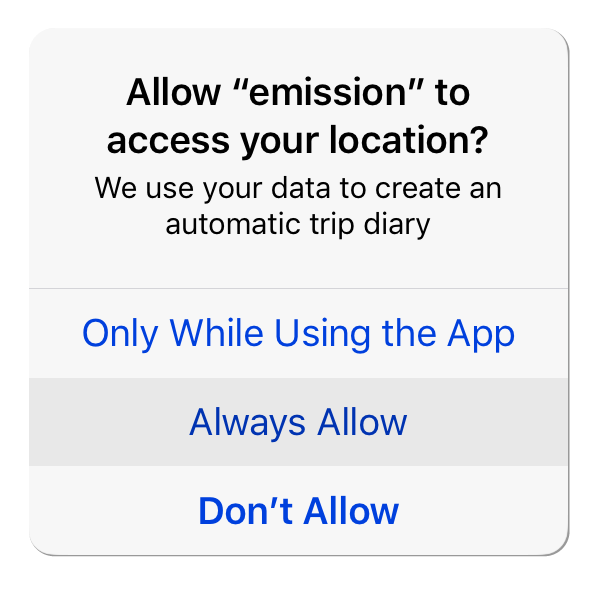 Allow “emission” to
access your location?
We use your data to create an
automatic trip diary
Only While Using the App
Always Allow
Don’t Allow